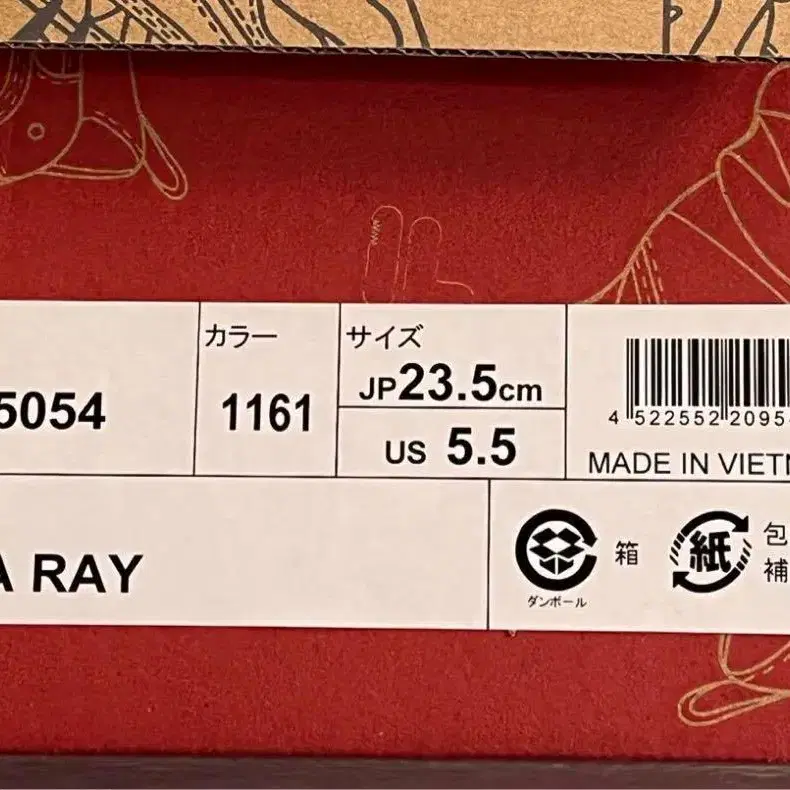 5054
カラー
1161
サイズ
JP23.5cm
US 5.5
4 522552 2095
MADE IN VIET
A RAY
ダンボール
箱
紙
包
補